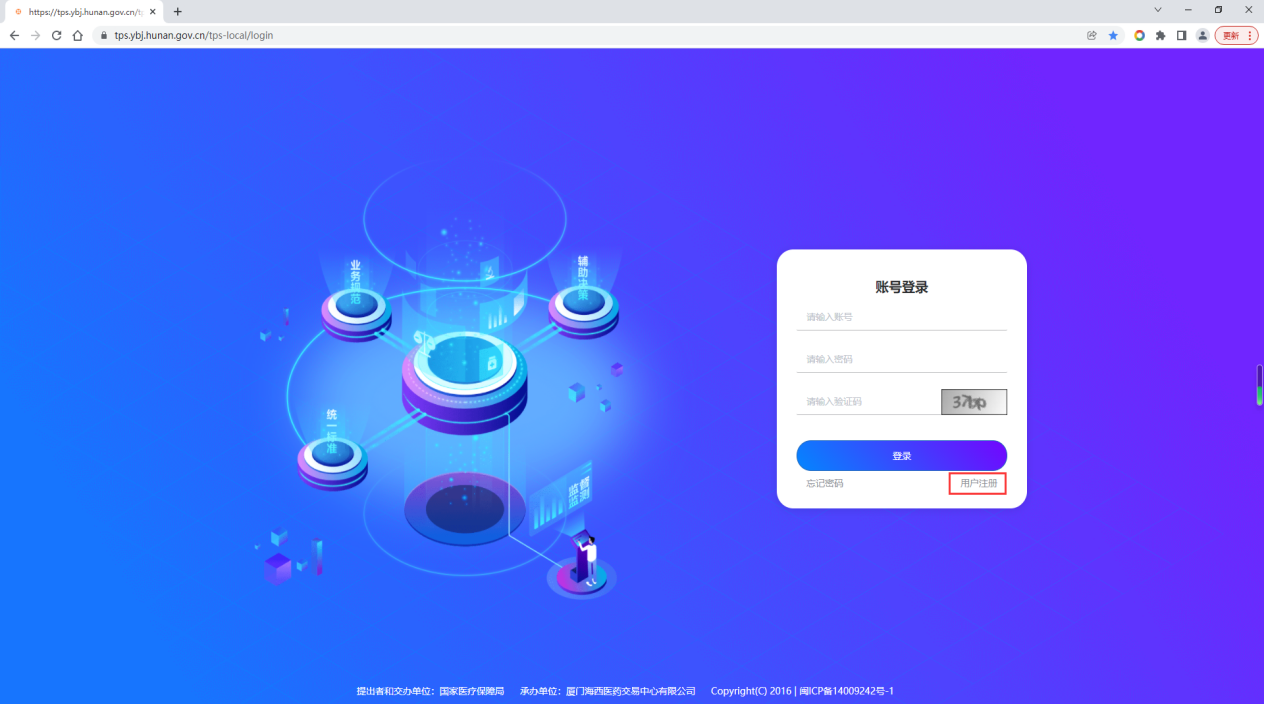 https://tps.ybj.hunan.gov.cn/tp
tps.ybj.hunan.gov.cn/tps-local/login
更新
业务规范
辅助决策
统一标准
监督
监测
账号登录
请输入账号
请输入密码
请输入验证码
37bp
登录
忘记密码 用户注册
提出者和交办单位：国家医疗保障局 承办单位：厦门海西医药交易中心有限公司 Copyright(C) 2016 | 闽ICP备14009242号-1